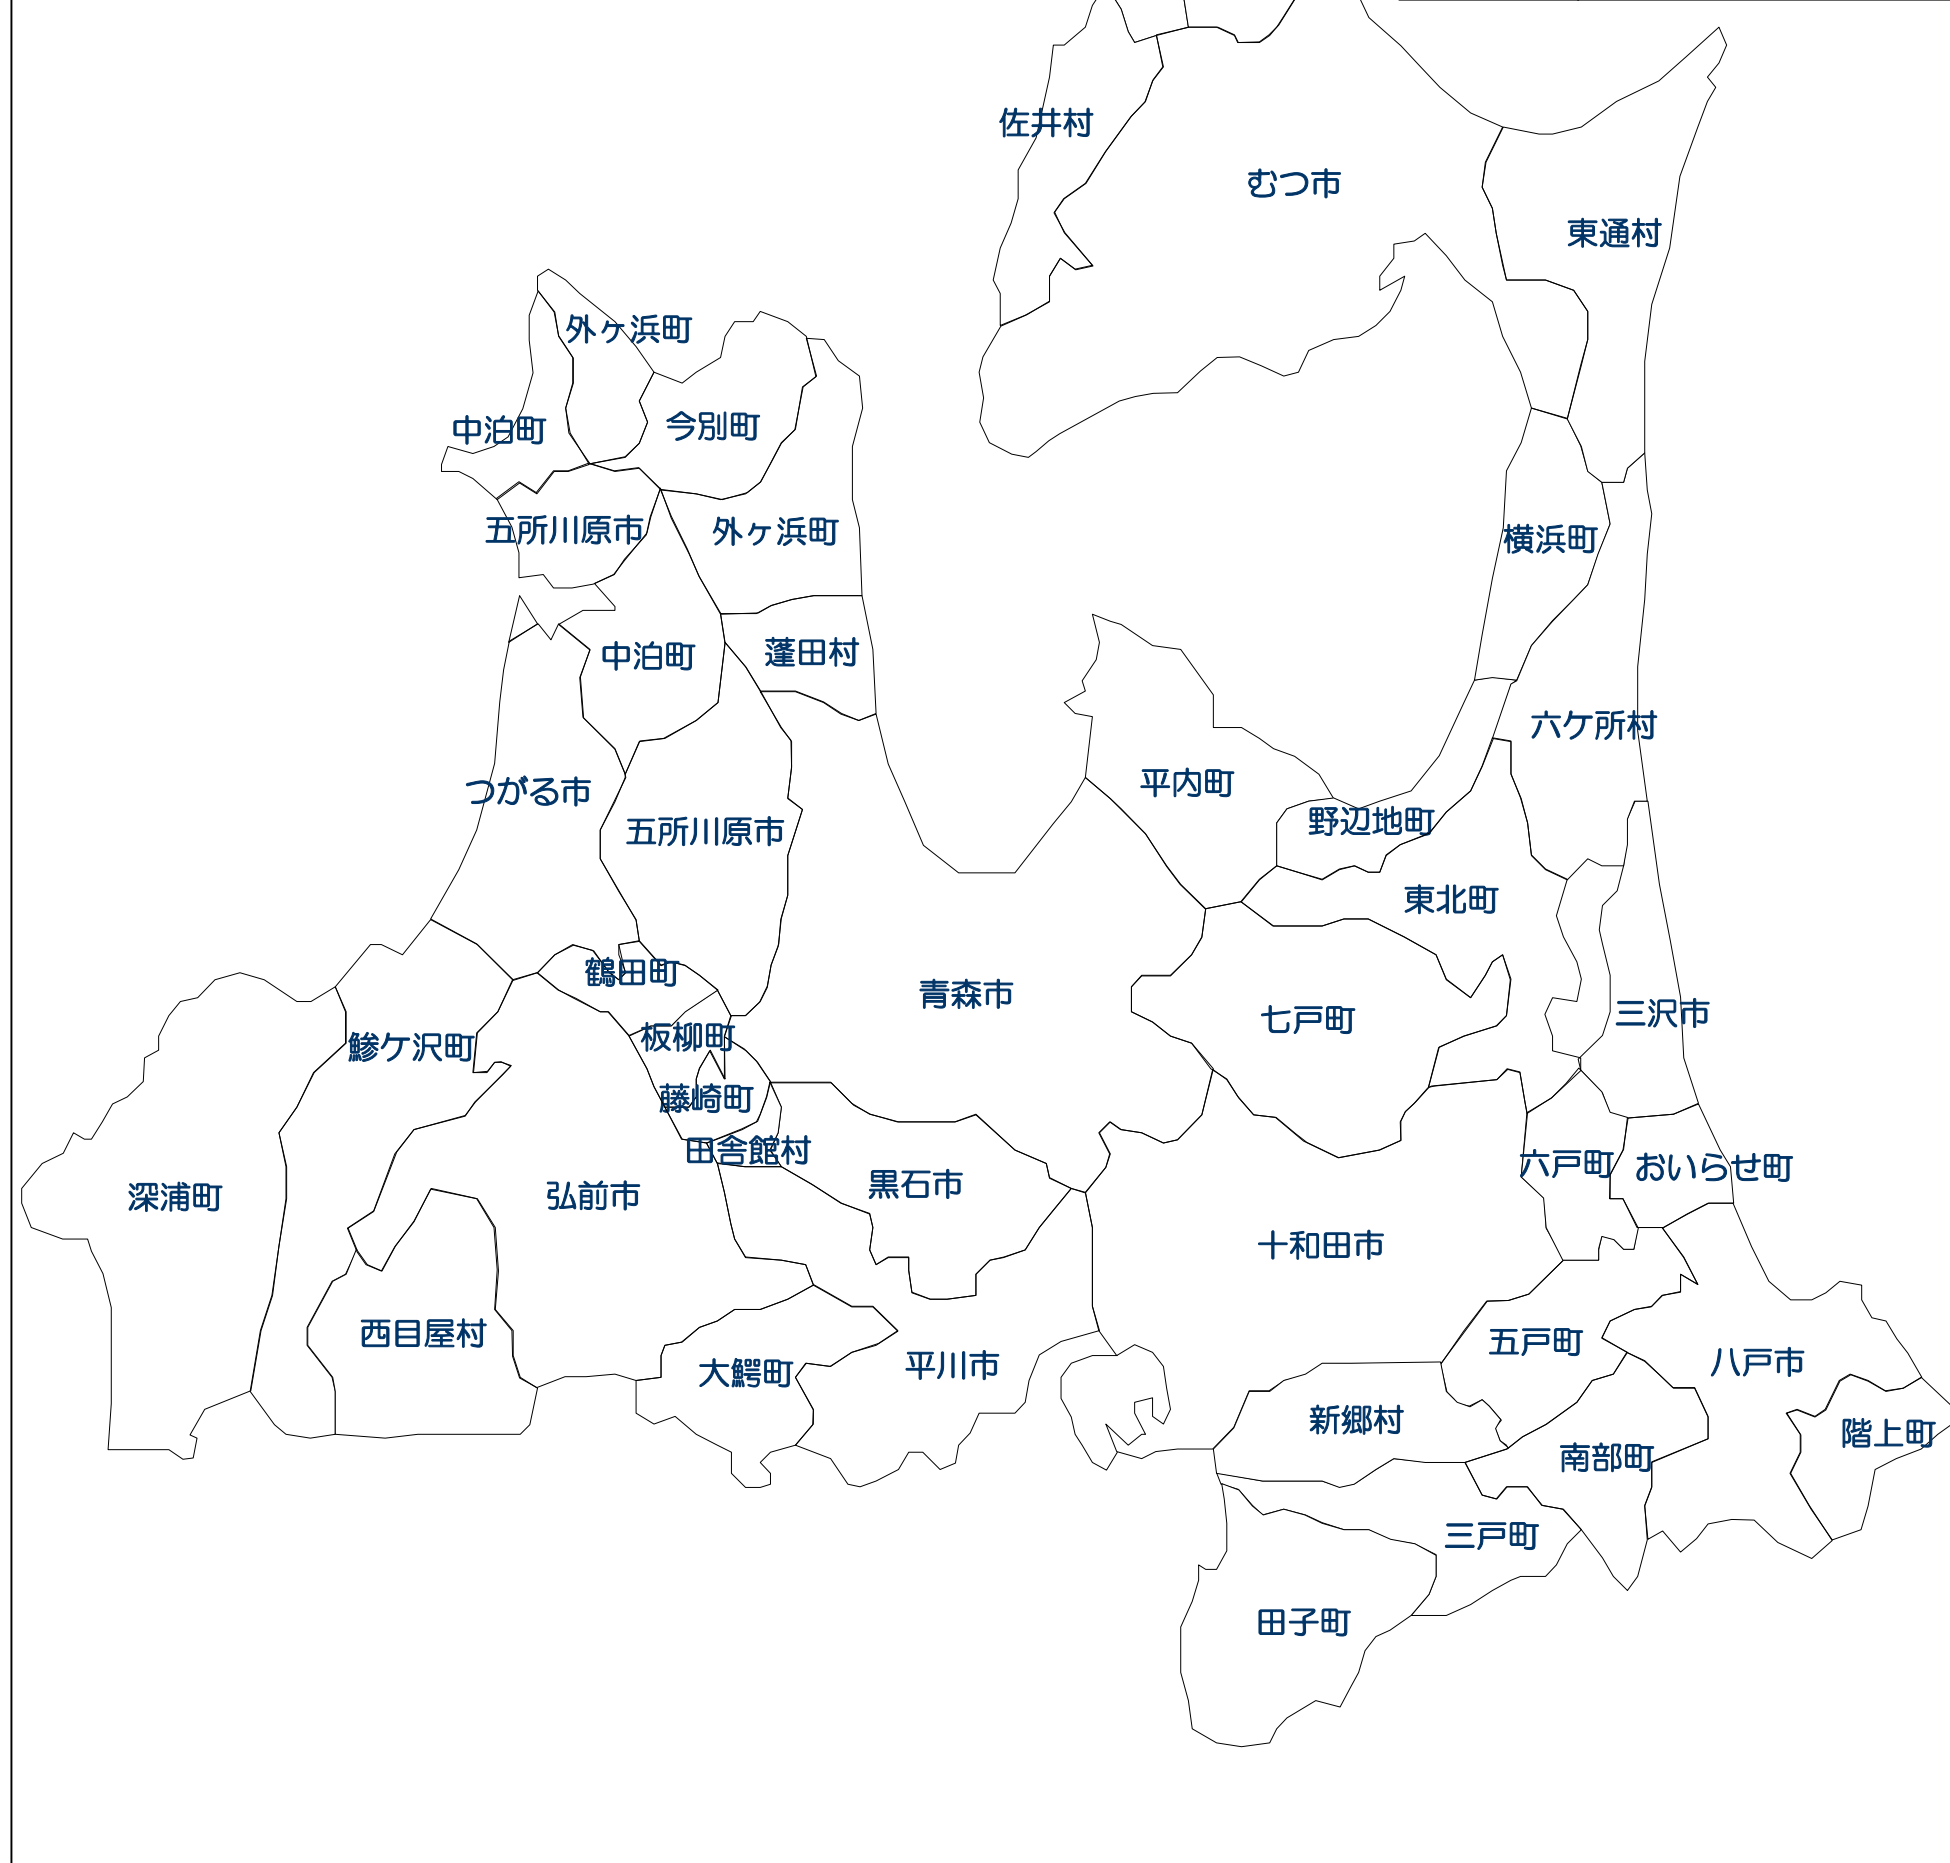 佐井村
むつ市
東通村
外ヶ浜町
中泊町
今別町
五所川原市
外ヶ浜町
横浜町
中泊町
蓬田村
六ケ所村
つがる市
平内町
五所川原市
野辺地町
東北町
鶴田町
青森市
七戸町
三沢市
板柳町
鰺ケ沢町
藤崎町
田舎館村
六戸町
おいらせ町
黒石市
深浦町
弘前市
十和田市
西目屋村
五戸町
八戸市
平川市
大鰐町
新郷村
階上町
南部町
三戸町
田子町